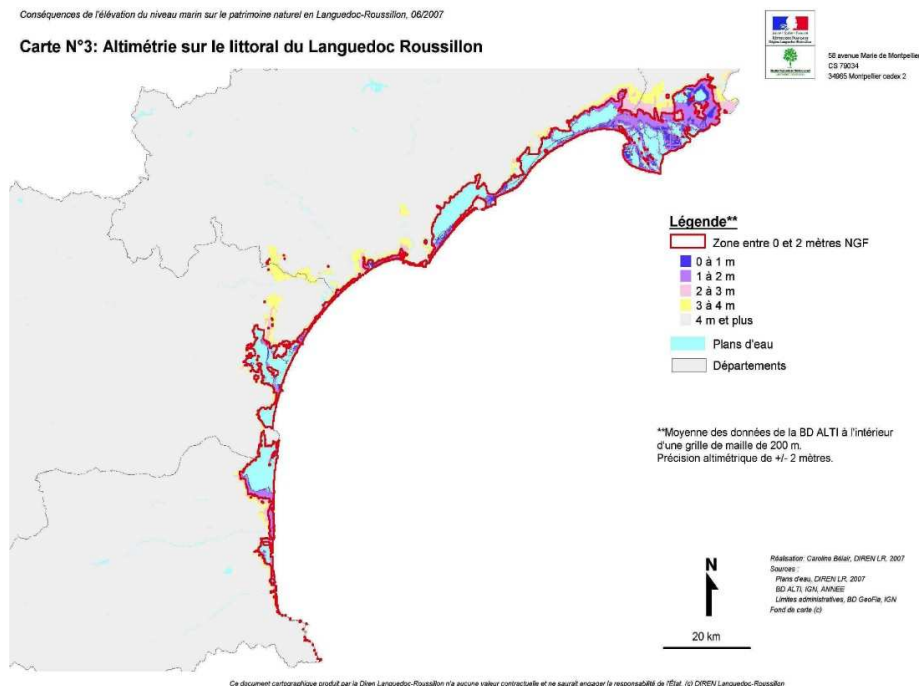 Conséquences de l'élévation du niveau marin sur le patrimoine naturel en Languedoc-Roussillon, 06/2007
Carte N°3: Altimétrie sur le littoral du Languedoc Roussillon
58 avenue Marie de Montpellier
CS 79034
34965 Montpellier cedex 2
Légende**
Zone entre 0 et 2 mètres NGF
0 à 1 m
1 à 2 m
2 à 3 m
3 à 4 m
4 m et plus
Plans d'eau
Départements
**Moyenne des données de la BD ALTI à l'intérieur
d'une grille de maille de 200 m.
Précision altimétrique de +/- 2 mètres.
N
20 km
Réalisation: Caroline Bélair, DIREN LR, 2007
Sources :
Plans d'eau, DIREN LR, 2007
BD ALTI, IGN, ANNEE
Limites administratives, BD GeoFla, IGN
Fond de carte (c)
Ce document cartographique produit par la Diren Languedoc-Roussillon n'a aucune valeur contractuelle et ne saurait engager la responsabilité de l'État. (c) DIREN Languedoc-Roussillon